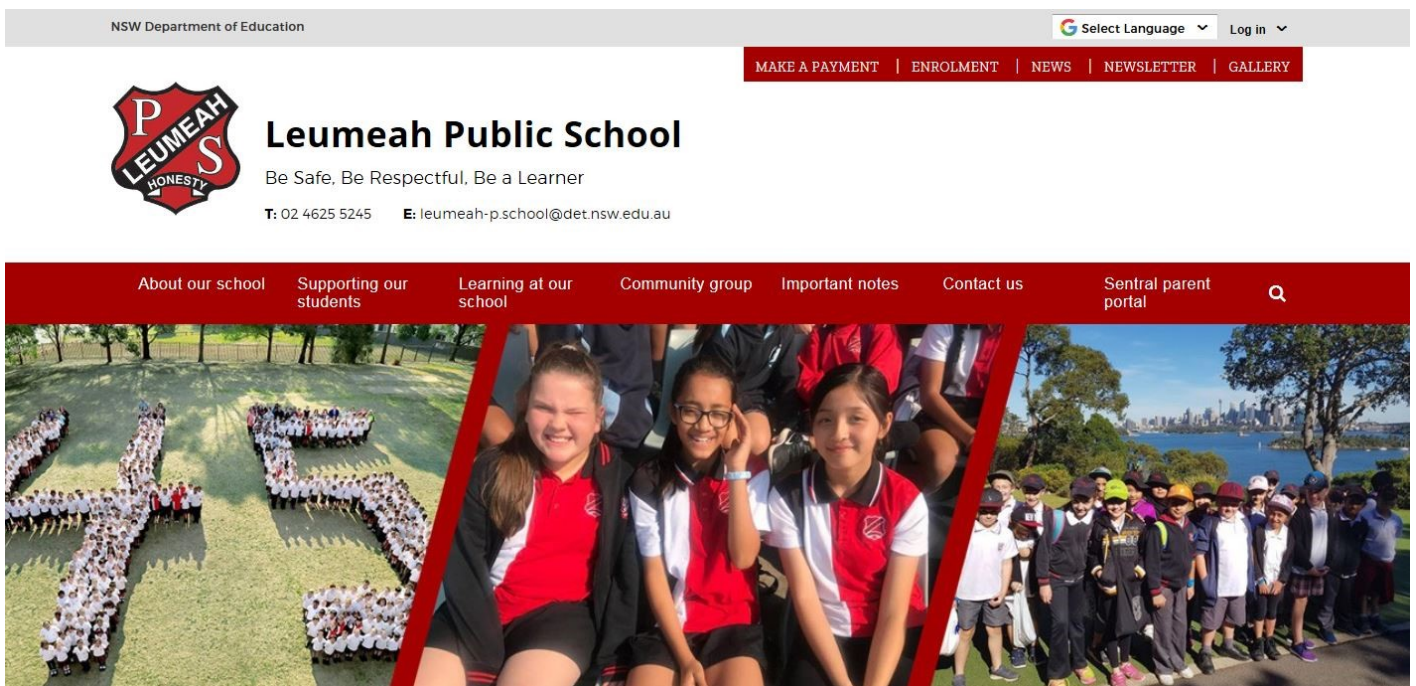 NSW Department of Education
Select Language
Log in
MAKE A PAYMENT | ENROLMENT | NEWS | NEWSLETTER | GALLERY
P
LEUMEAH
S
HONESTY
Leumeah Public School
Be Safe, Be Respectful, Be a Learner
T: 02 4625 5245 E: leumeah-p.school@det.nsw.edu.au
About our school
Supporting our
students
Learning at our
school
Community group
Important notes
Contact us
Sentral parent
portal
45